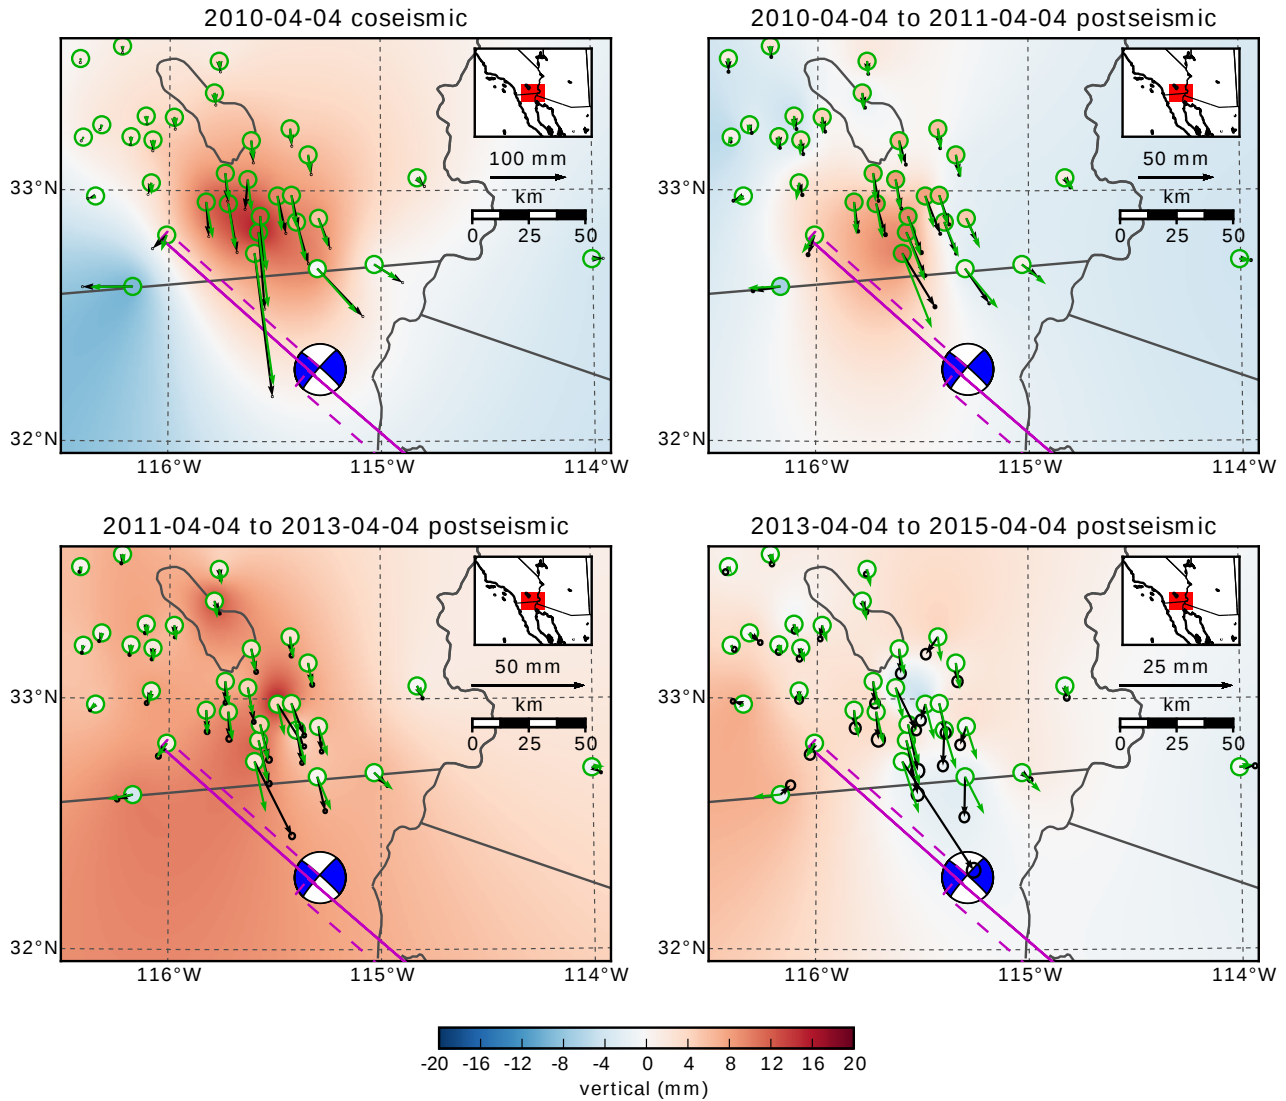 2010-04-04 coseismic
100 mm
km
0 25 50
33°N
32°N
116°W 115°W 114°W
2010-04-04 to 2011-04-04 postseismic
50 mm
km
0 25 50
33°N
32°N
116°W 115°W 114°W
2011-04-04 to 2013-04-04 postseismic
50 mm
km
0 25 50
33°N
32°N
116°W 115°W 114°W
2013-04-04 to 2015-04-04 postseismic
25 mm
km
0 25 50
33°N
32°N
116°W 115°W 114°W
-20 -16 -12 -8 -4 0 4 8 12 16 20
vertical (mm)